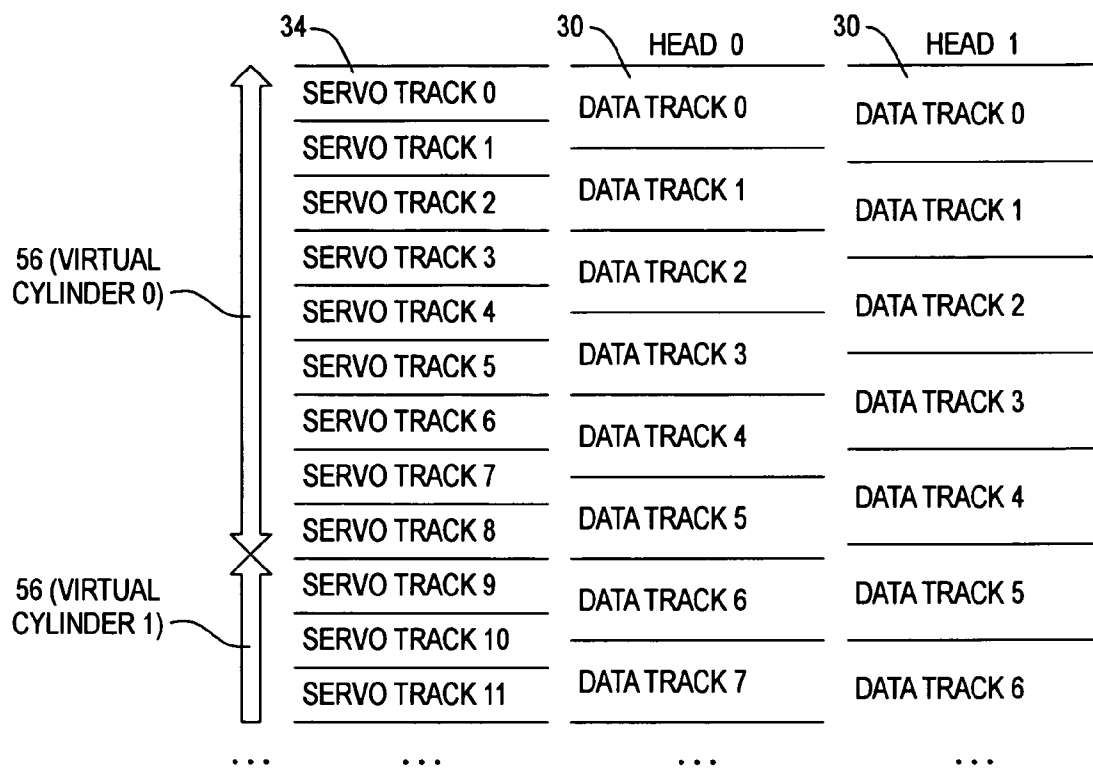 34
30
HEAD 0
30
HEAD 1
SERVO TRACK 0
SERVO TRACK 1
SERVO TRACK 2
SERVO TRACK 3
SERVO TRACK 4
SERVO TRACK 5
SERVO TRACK 6
SERVO TRACK 7
SERVO TRACK 8
SERVO TRACK 9
SERVO TRACK 10
SERVO TRACK 11
...
DATA TRACK 0
DATA TRACK 1
DATA TRACK 2
DATA TRACK 3
DATA TRACK 4
DATA TRACK 5
DATA TRACK 6
DATA TRACK 7
...
DATA TRACK 0
DATA TRACK 1
DATA TRACK 2
DATA TRACK 3
DATA TRACK 4
DATA TRACK 5
DATA TRACK 6
...
56 (VIRTUAL
CYLINDER 0)
56 (VIRTUAL
CYLINDER 1)
...